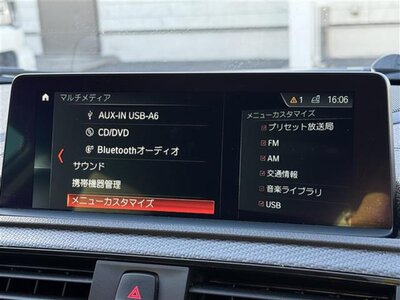 マルチメディア
1 16:06
AUX-IN USB-A6
CD/DVD
Bluetoothオーディオ
サウンド
携帯機器管理
メニューカスタマイズ
メニューカスタマイズ
プリセット放送局
FM
AM
交通情報
音楽ライブラリ
USB